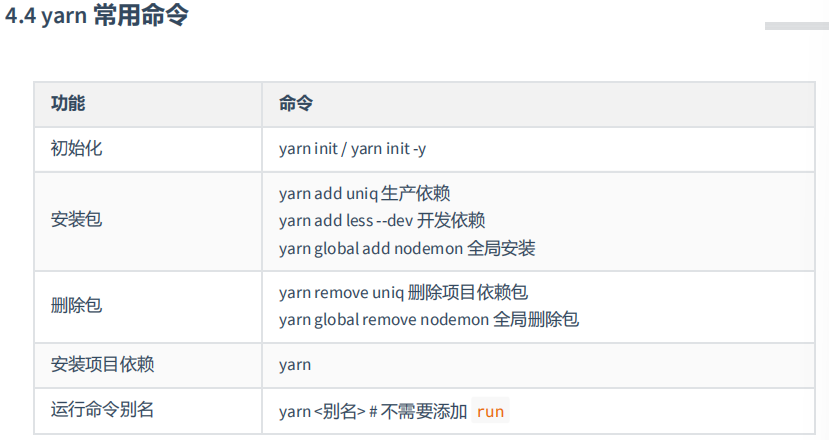 4.4 yarn 常用命令
功能 命令
初始化 yarn init / yarn init -y
安装包
yarn add uniq 生产依赖
yarn add less --dev 开发依赖
yarn global add nodemon 全局安装
删除包
yarn remove uniq 删除项目依赖包
yarn global remove nodemon 全局删除包
安装项目依赖 yarn
运行命令别名 yarn <别名> # 不需要添加 run